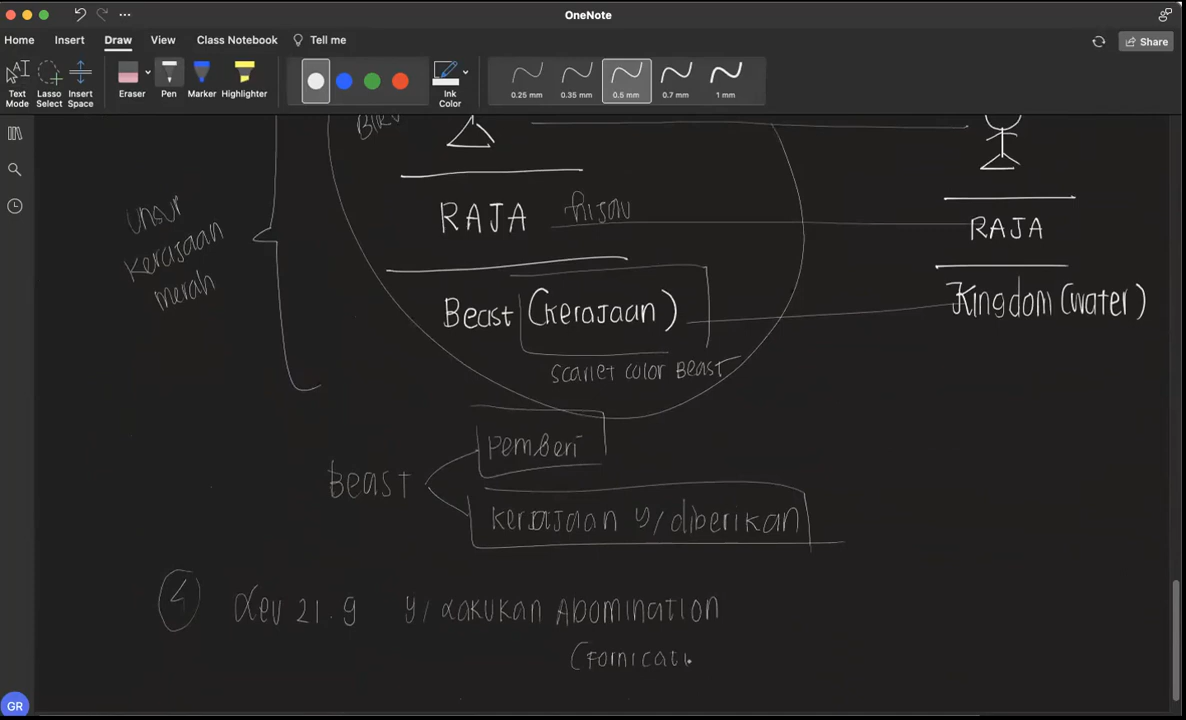 OneNote
Home Insert Draw View Class Notebook Tell me
Share
Text Mode
Lasso Select
Insert Space
Eraser
Pen
Marker
Highlighter
Ink Color
0.25 mm
0.35 mm
0.5 mm
0.7 mm
1 mm
unsur
kerajaan
merah
RAJA
RAJA
Beast (Kerajaan)
Kingdom (water)
scarlet color Beast
Beast
Pemberi
kerajaan y/diberikan
Lev 21.9 y/ Lakukan Abomination
(Fornicati
GR